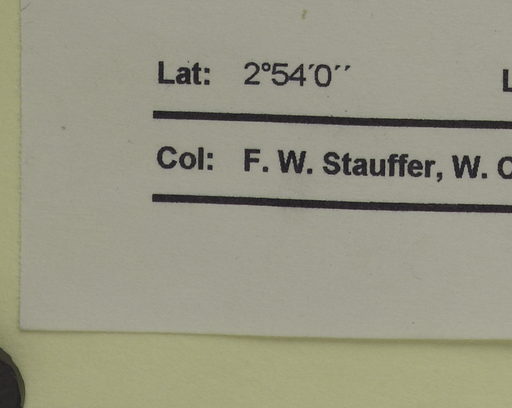 Lat: 2°54´0´´ L
Col: F. W. Stauffer, W. C